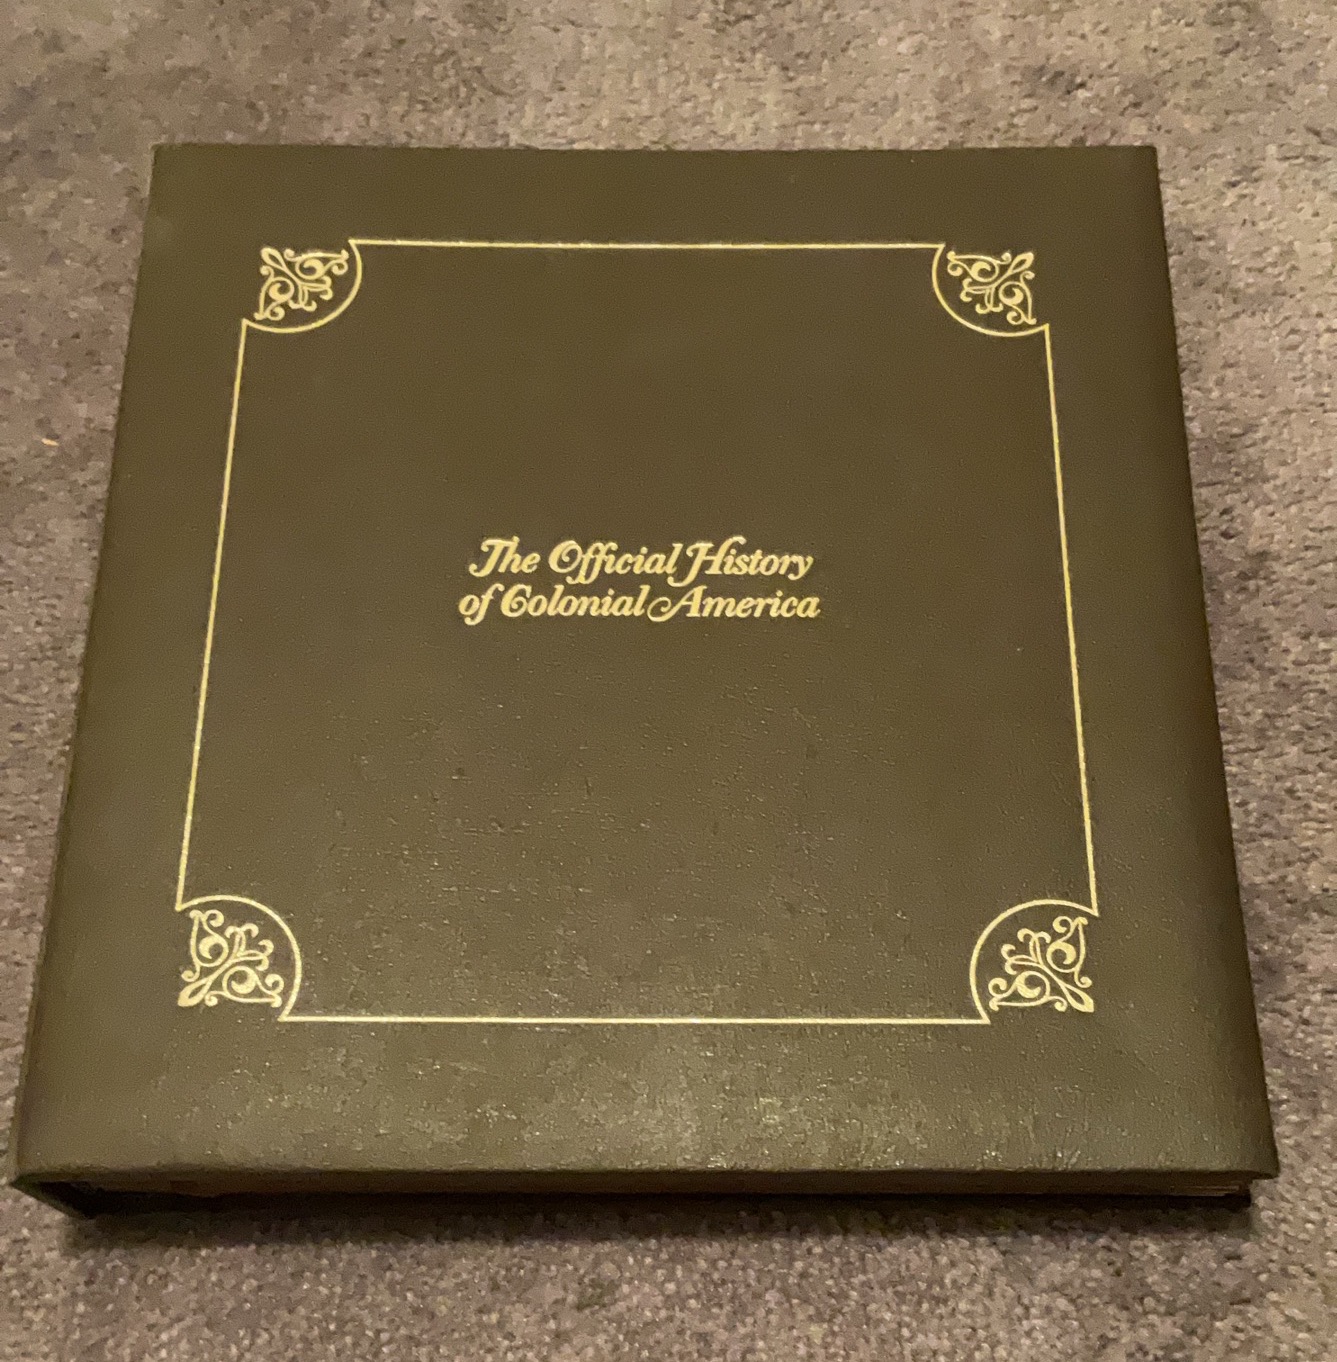 The Official History
of Colonial America